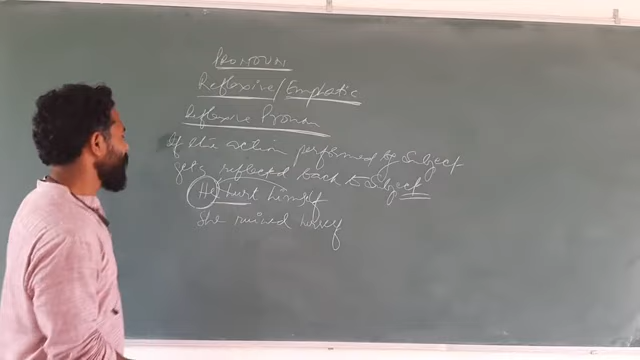 PRONOUN
Reflexive/Emphatic
Reflexive Pronoun
If the action performed by Subject
gets reflected back to Subject
He hurt himself
She ruined herself